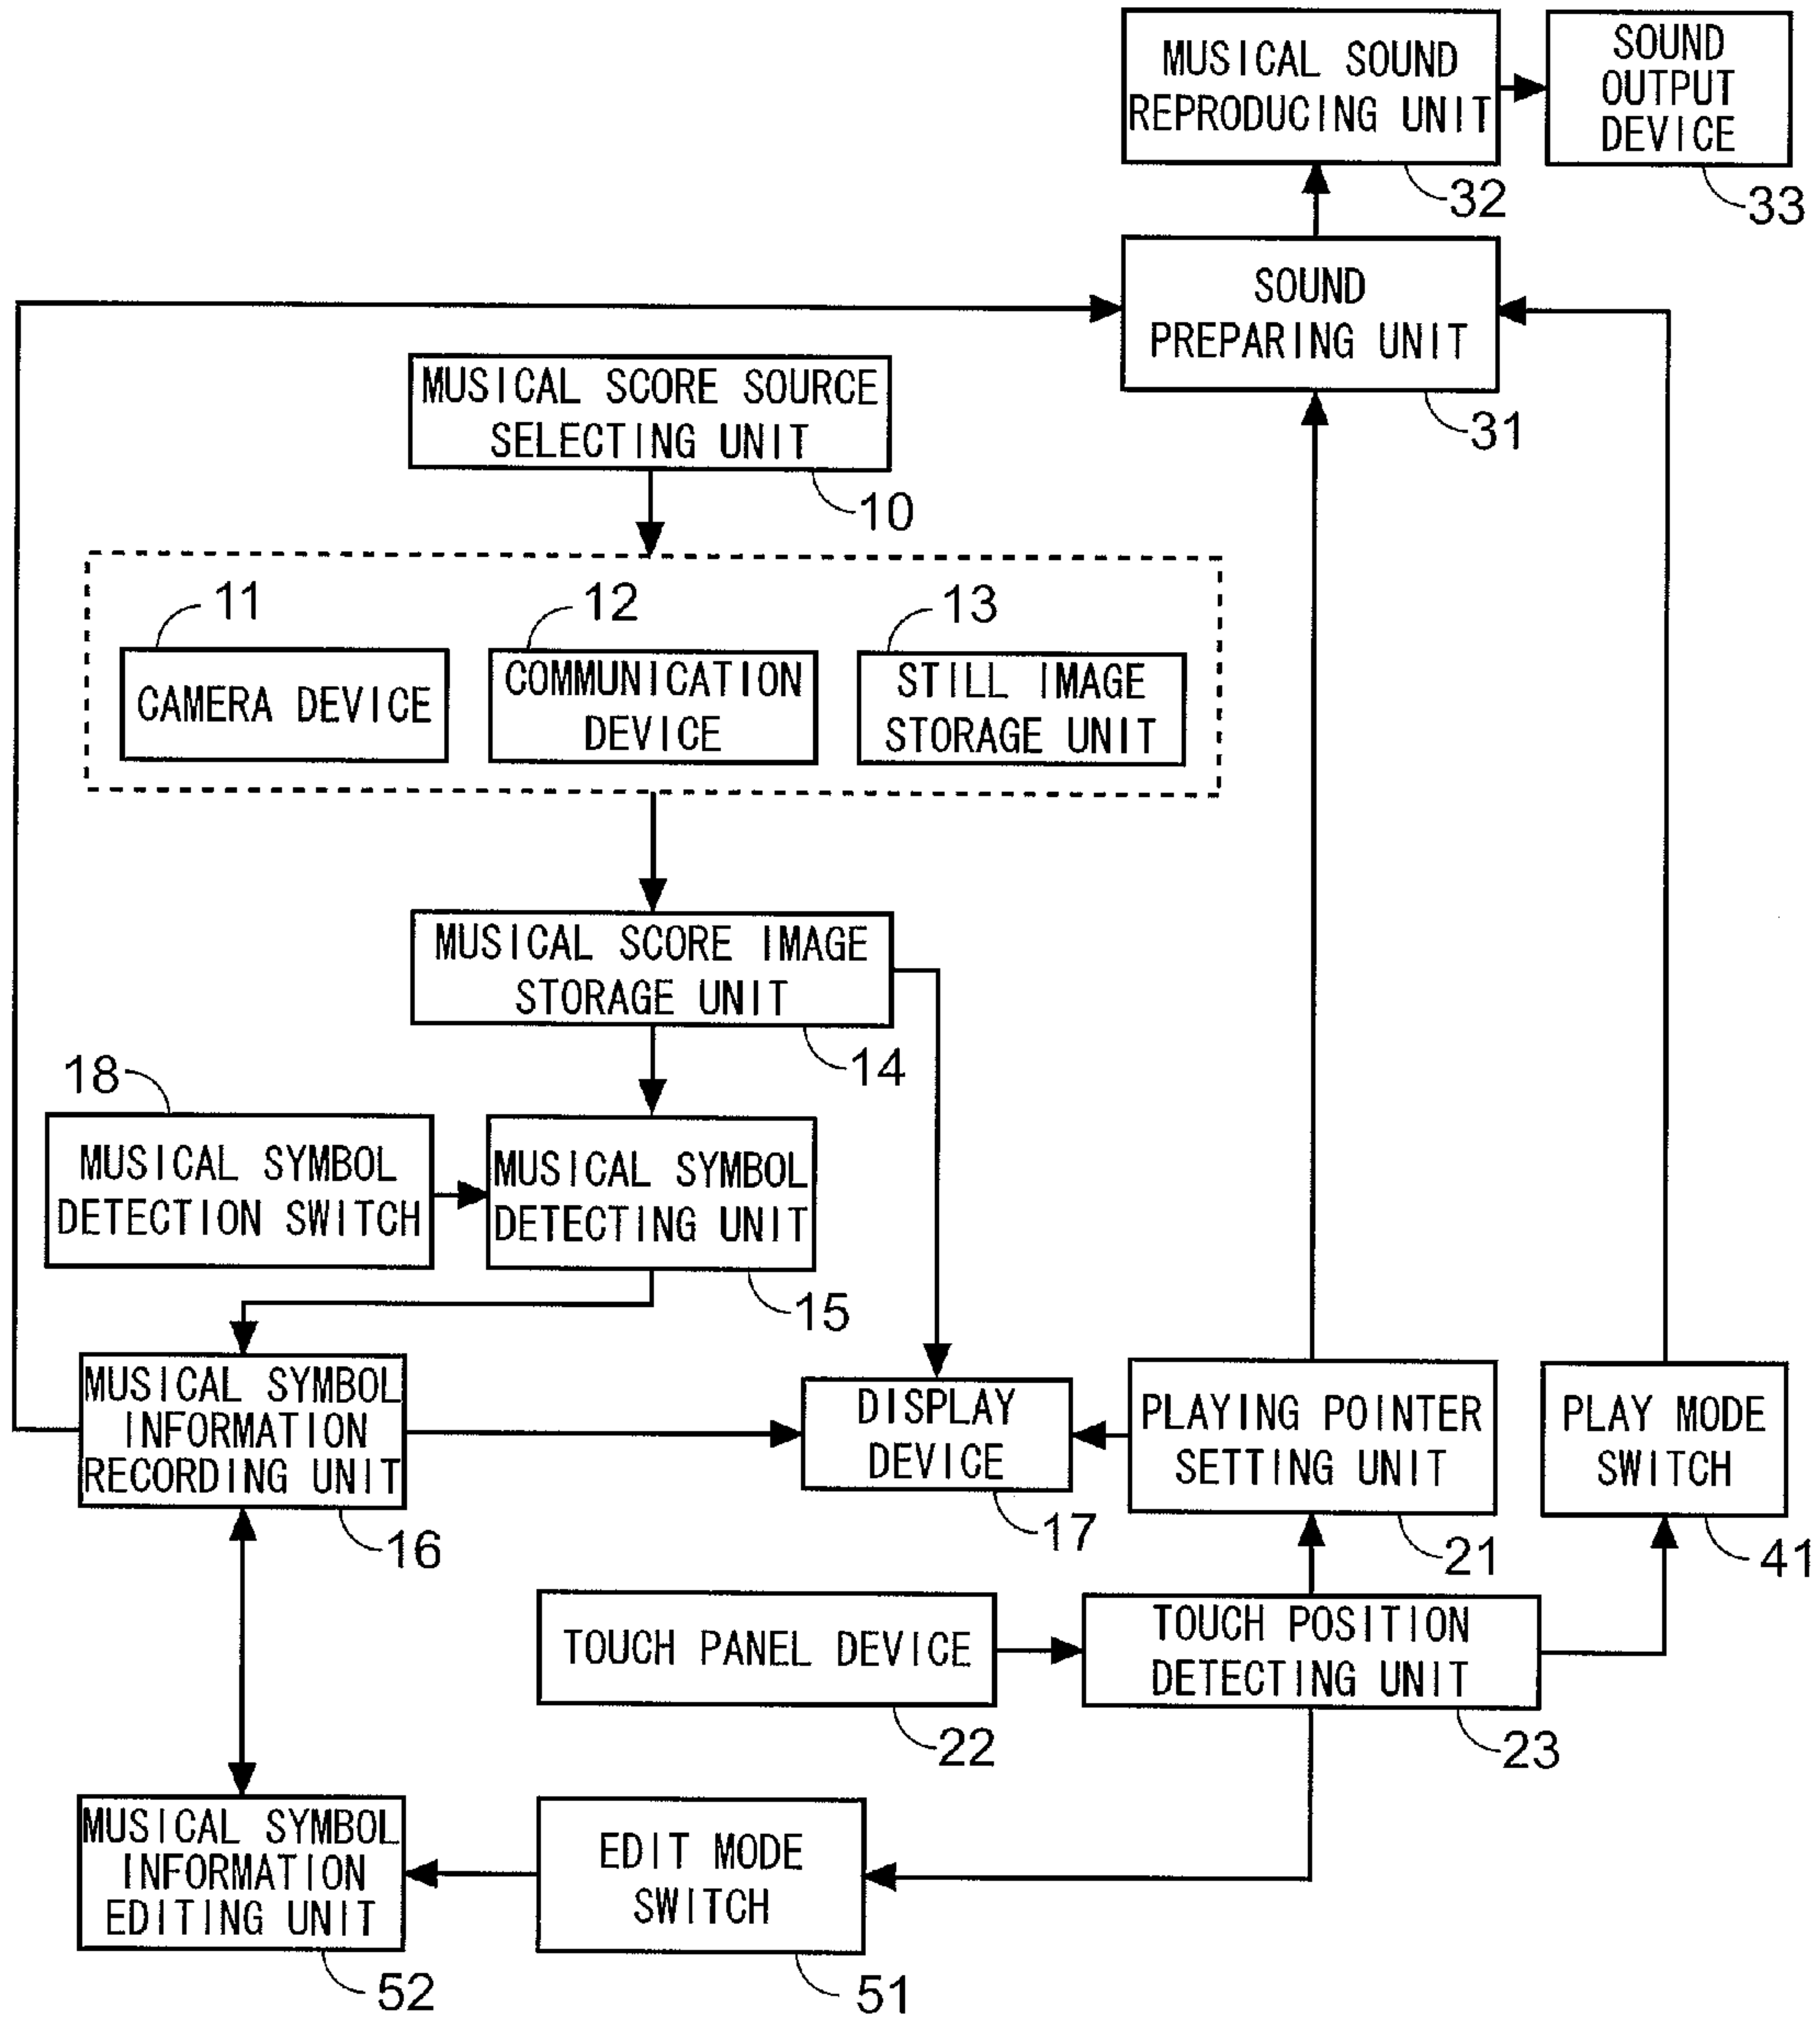 MUSICAL SOUND
REPRODUCING UNIT
32
SOUND
OUTPUT
DEVICE
33
SOUND
PREPARING UNIT
31
MUSICAL SCORE SOURCE
SELECTING UNIT
10
11
CAMERA DEVICE
12
COMMUNICATION
DEVICE
13
STILL IMAGE
STORAGE UNIT
MUSICAL SCORE IMAGE
STORAGE UNIT
14
18
MUSICAL SYMBOL
DETECTION SWITCH
MUSICAL SYMBOL
DETECTING UNIT
15
MUSICAL SYMBOL
INFORMATION
RECORDING UNIT
16
DISPLAY
DEVICE
17
PLAYING POINTER
SETTING UNIT
21
PLAY MODE
SWITCH
41
TOUCH PANEL DEVICE
22
TOUCH POSITION
DETECTING UNIT
23
MUSICAL SYMBOL
INFORMATION
EDITING UNIT
52
EDIT MODE
SWITCH
51